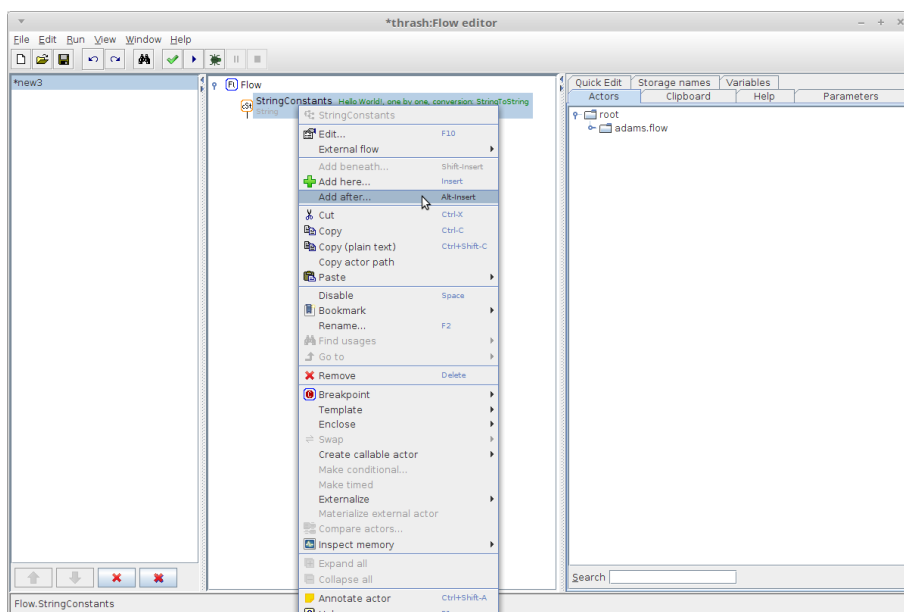 *thrash:Flow editor
File Edit Run View Window Help
*new3
Flow
StringConstants Hello World!, one by one, conversion: StringToString
String
StringConstants
Edit... F10
External flow
Add beneath... Shift-Insert
Add here... Insert
Add after... Alt-Insert
Cut Ctrl-X
Copy Ctrl-C
Copy (plain text) Ctrl+Shift-C
Copy actor path
Paste
Disable Space
Bookmark
Rename... F2
Find usages
Go to
Remove Delete
Breakpoint
Template
Enclose
Swap
Create callable actor
Make conditional...
Make timed
Externalize
Materialize external actor
Compare actors...
Inspect memory
Expand all
Collapse all
Annotate actor Ctrl+Shift-A
Quick Edit Storage names Variables
Actors Clipboard Help Parameters
root
adams.flow
Search
Flow.StringConstants